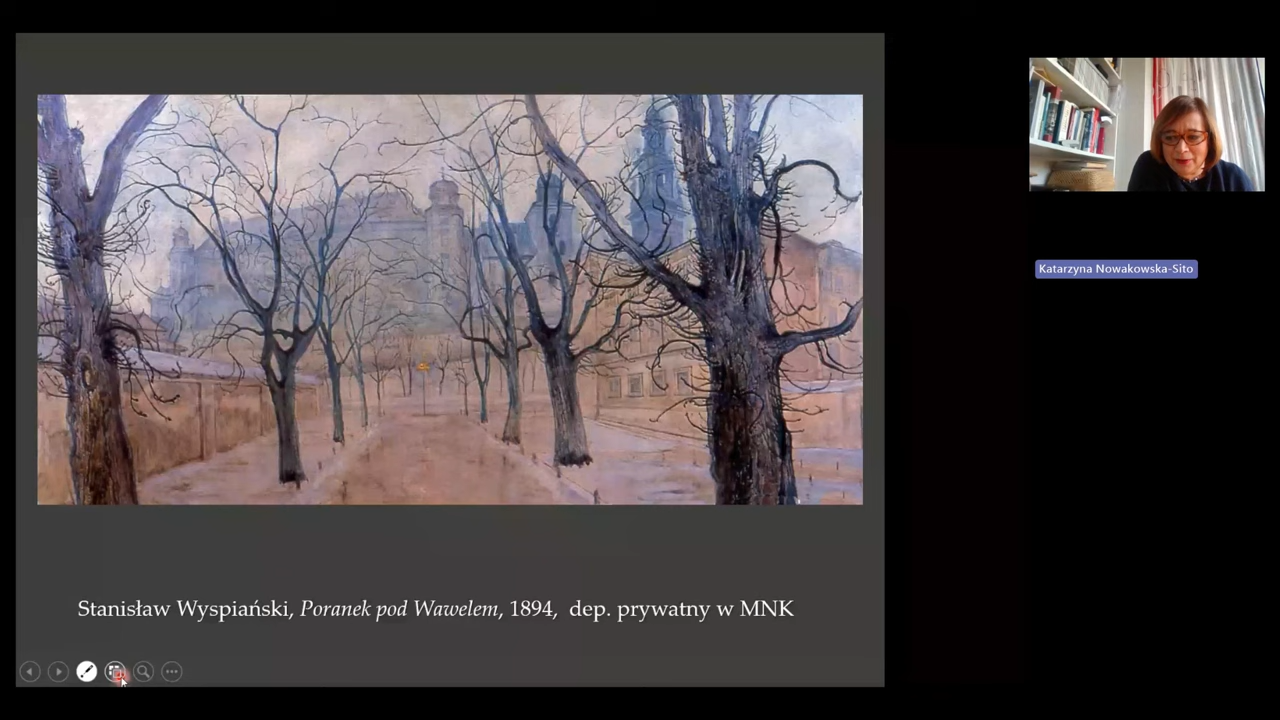 Katarzyna Nowakowska-Sito
Stanisław Wyspiański, Poranek pod Wawelem, 1894,  dep. prywatny w MNK